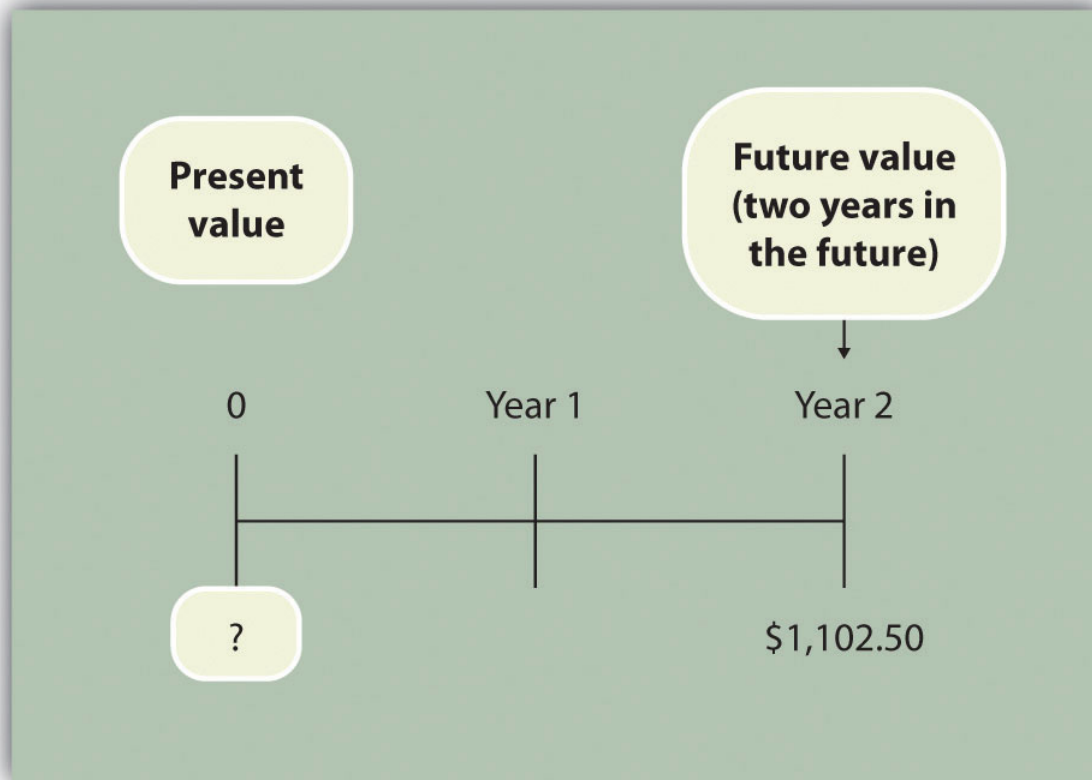 Present
value
Future value
(two years in
the future)
0
Year 1
Year 2
?
$1,102.50